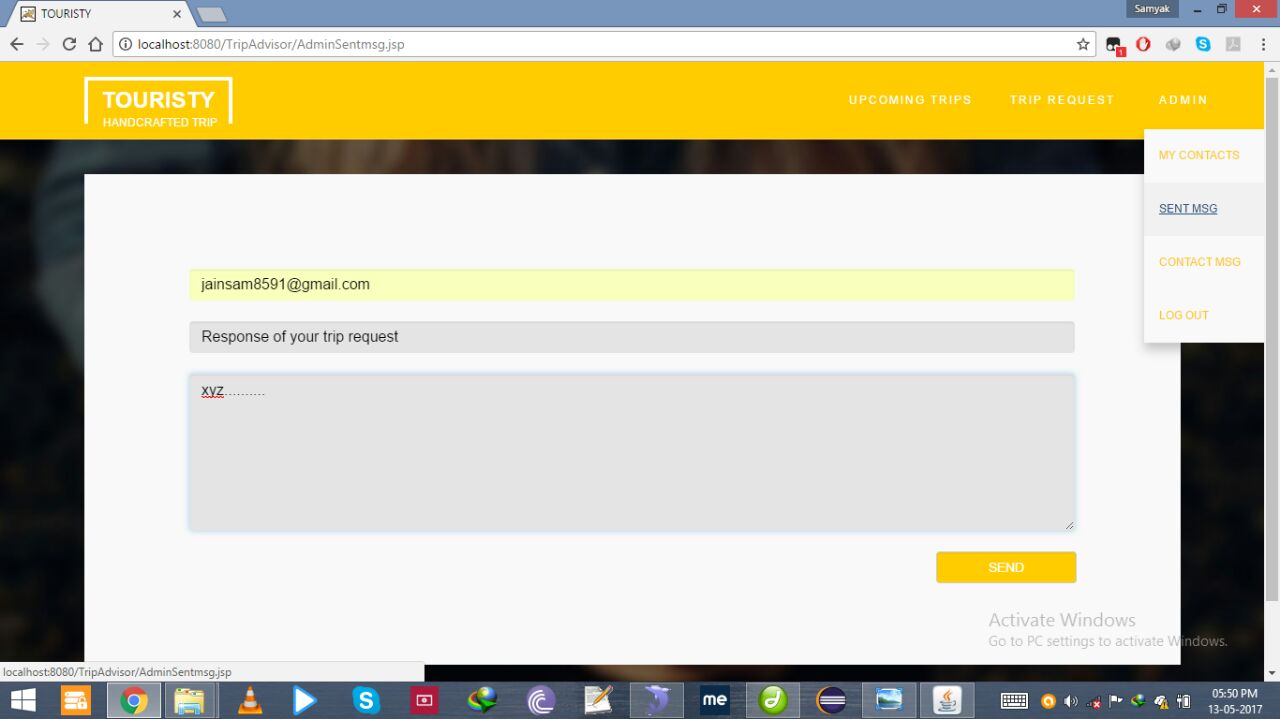 TOURISTY
Samyak
localhost:8080/TripAdvisor/AdminSentmsg.jsp
1
TOURISTY
HANDCRAFTED TRIP
UPCOMING TRIPS
TRIP REQUEST
ADMIN
MY CONTACTS
SENT MSG
CONTACT MSG
LOG OUT
jainsam8591@gmail.com
Response of your trip request
xyz..........
SEND
Activate Windows
Go to PC settings to activate Windows.
localhost:8080/TripAdvisor/AdminSentmsg.jsp
me
05:50 PM
13-05-2017